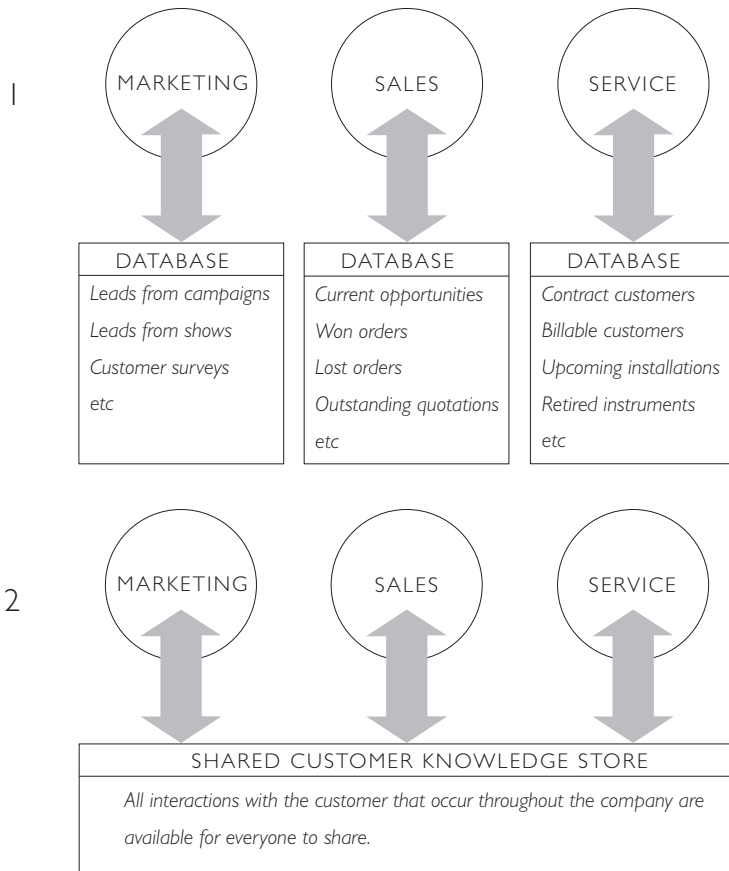 1
MARKETING
SALES
SERVICE
DATABASE
Leads from campaigns
Leads from shows
Customer surveys
etc
DATABASE
Current opportunities
Won orders
Lost orders
Outstanding quotations
etc
DATABASE
Contract customers
Billable customers
Upcoming installations
Retired instruments
etc
2
MARKETING
SALES
SERVICE
SHARED CUSTOMER KNOWLEDGE STORE
All interactions with the customer that occur throughout the company are
available for everyone to share.